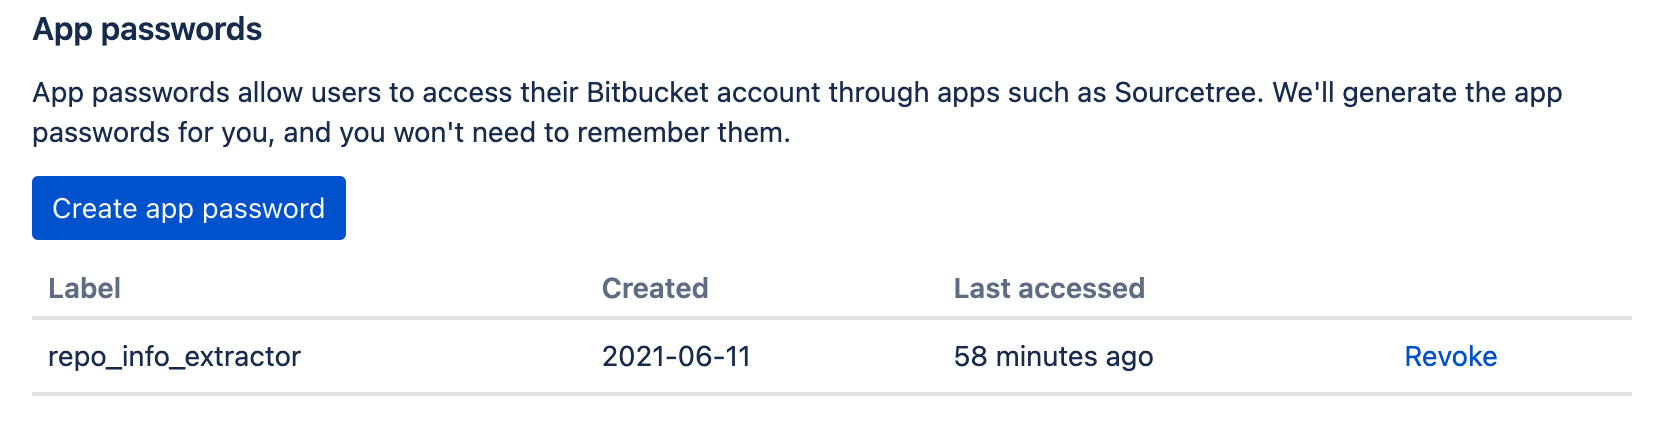 App passwords
App passwords allow users to access their Bitbucket account through apps such as Sourcetree. We'll generate the app
passwords for you, and you won't need to remember them.
Create app password
Label Created Last accessed
repo_info_extractor 2021-06-11 58 minutes ago Revoke